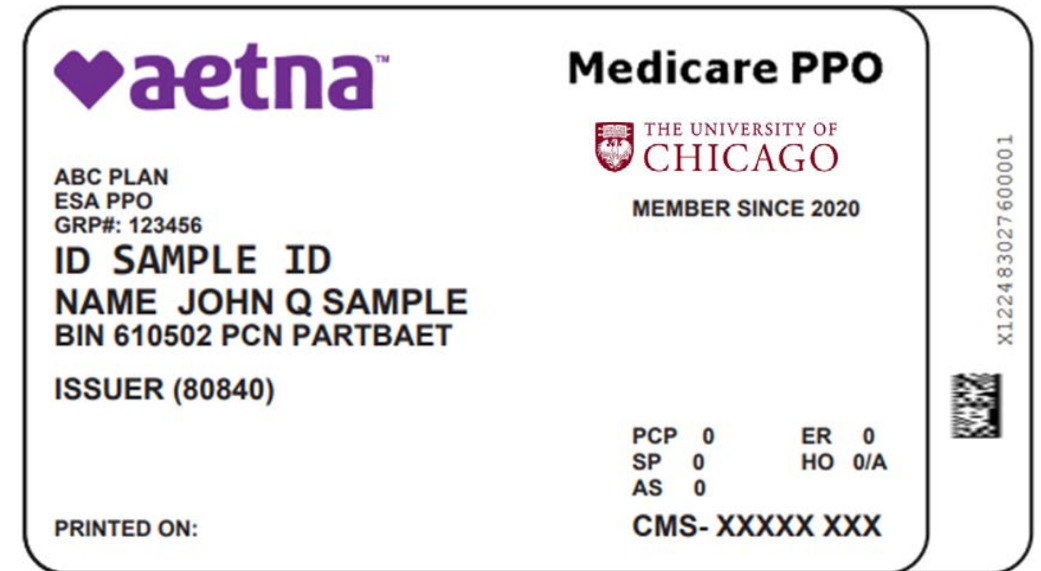 aetna™
Medicare PPO
THE UNIVERSITY OF
CHICAGO
ABC PLAN
ESA PPO
GRP#: 123456
MEMBER SINCE 2020
ID SAMPLE ID
NAME JOHN Q SAMPLE
BIN 610502 PCN PARTBAET
ISSUER (80840)
PCP 0 ER 0
SP 0 HO 0/A
AS 0
PRINTED ON:
CMS- XXXXX XXX
X122483027600001